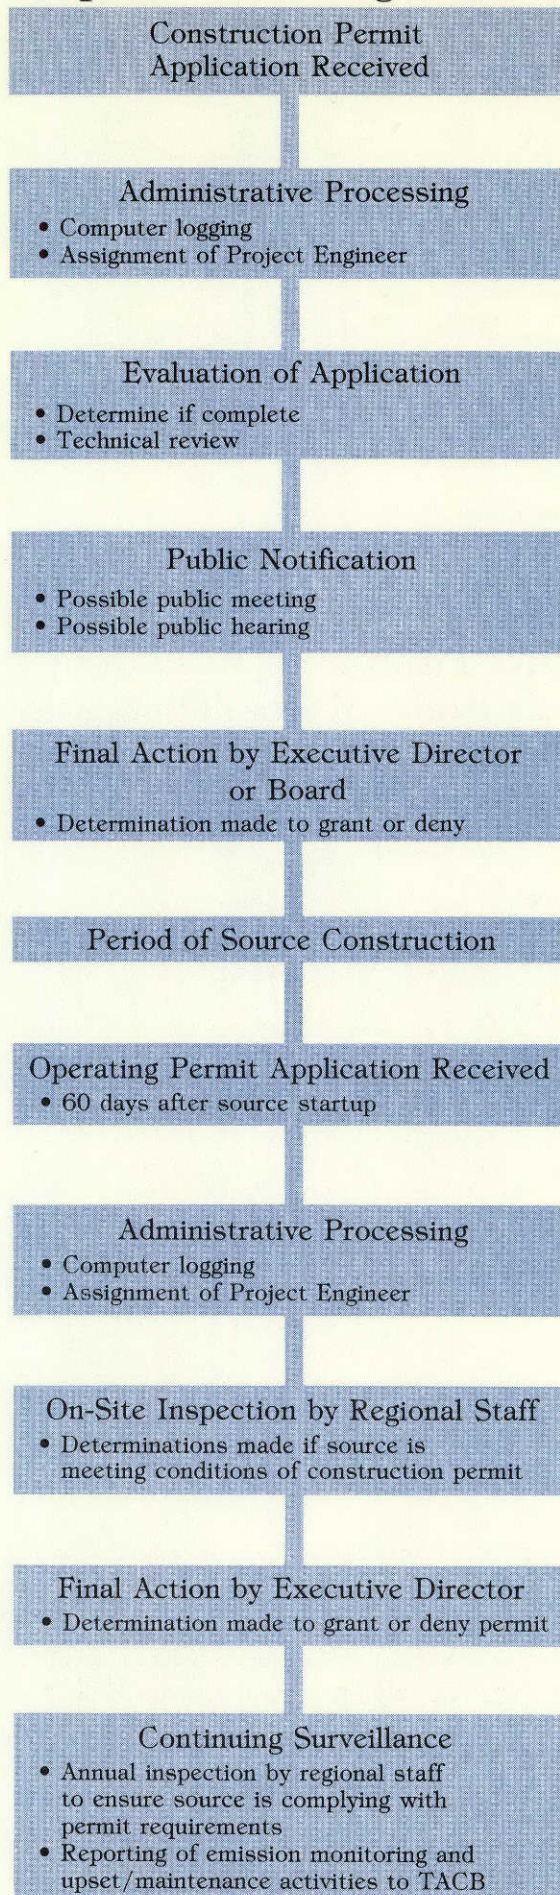 Construction Permit
Application Received
Administrative Processing
• Computer logging
• Assignment of Project Engineer
Evaluation of Application
• Determine if complete
• Technical review
Public Notification
• Possible public meeting
• Possible public hearing
Final Action by Executive Director
or Board
• Determination made to grant or deny
Period of Source Construction
Operating Permit Application Received
• 60 days after source startup
Administrative Processing
• Computer logging
• Assignment of Project Engineer
On-Site Inspection by Regional Staff
• Determinations made if source is
meeting conditions of construction permit
Final Action by Executive Director
• Determination made to grant or deny permit
Continuing Surveillance
• Annual inspection by regional staff
to ensure source is complying with
permit requirements
• Reporting of emission monitoring and
upset/maintenance activities to TACB